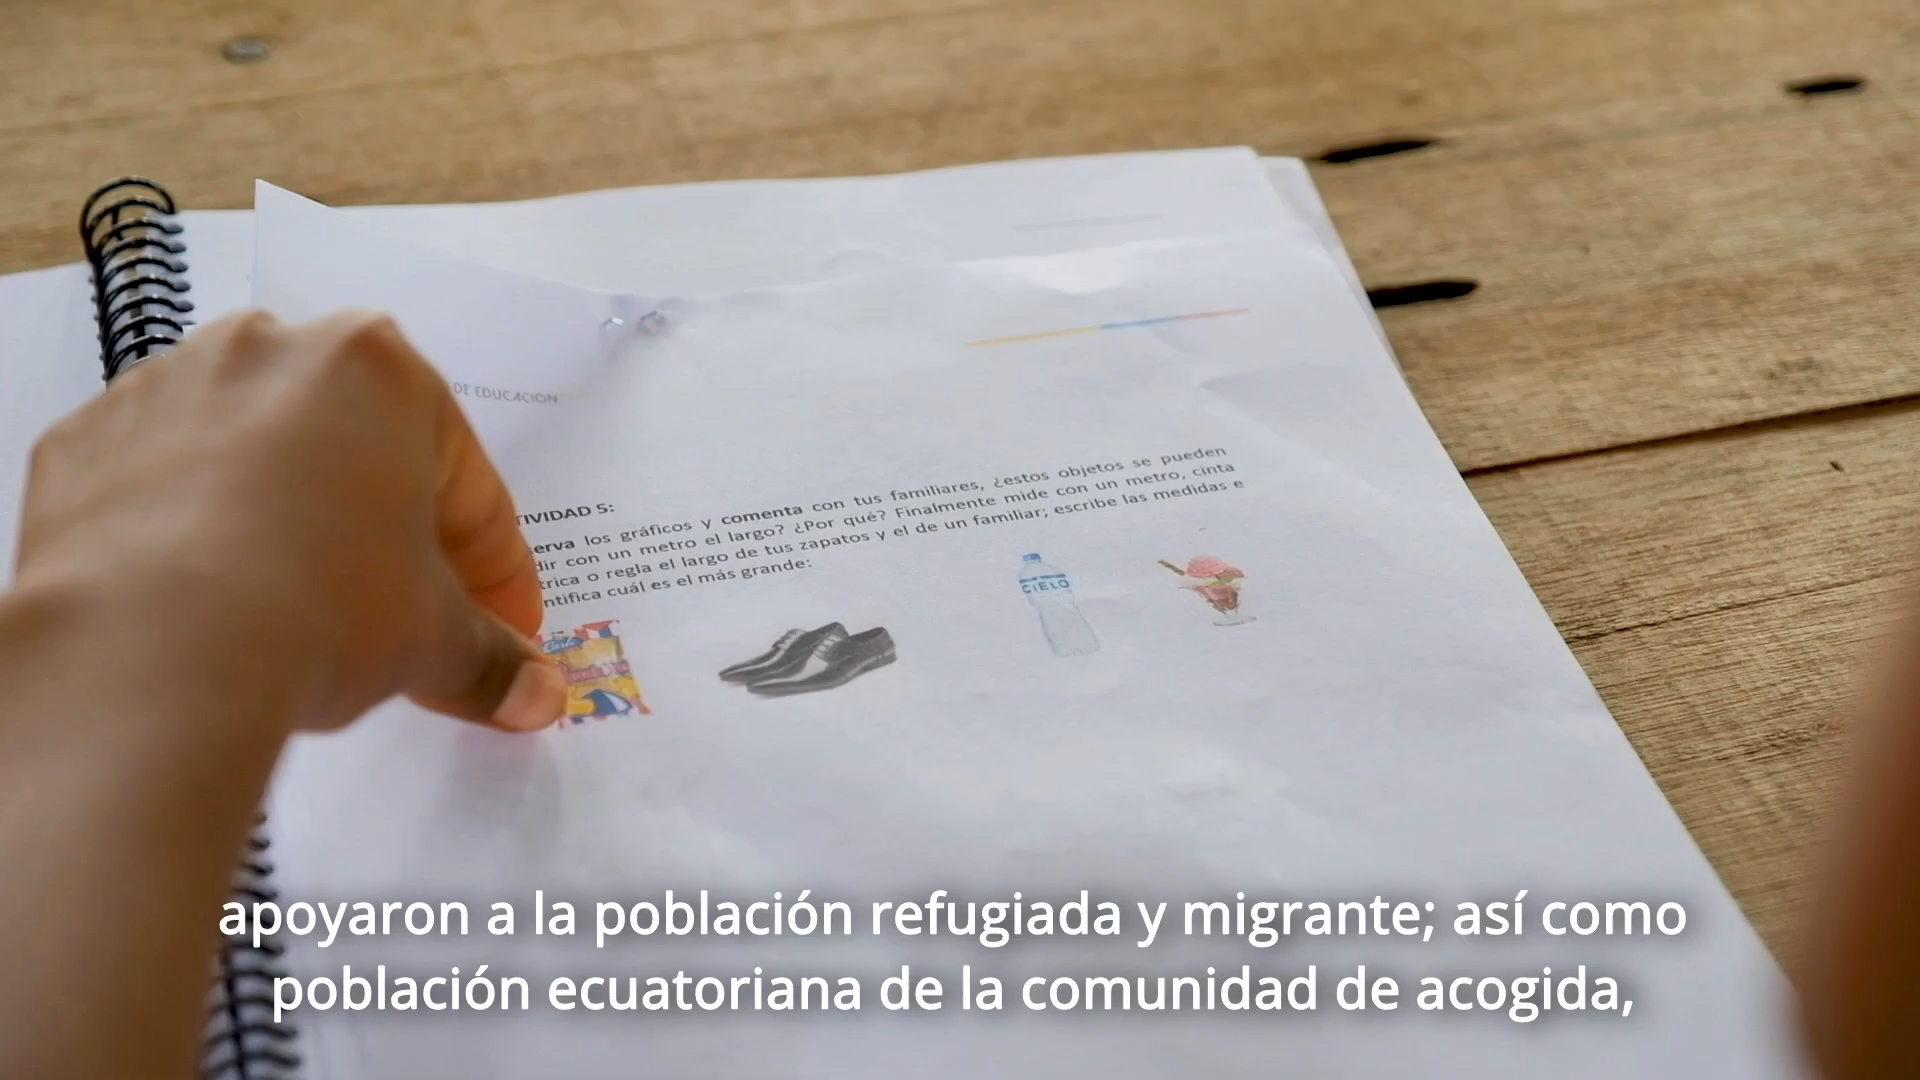 DE EDUCACIÓN
TIVIDAD 5:
erva los gráficos y comenta con tus familiares, ¿estos objetos se pueden
dir con un metro el largo? ¿Por qué? Finalmente mide con un metro, cinta
trica o regla el largo de tus zapatos y el de un familiar; escribe las medidas e
ntifica cuál es el más grande:
CIELO
apoyaron a la población refugiada y migrante; así como
población ecuatoriana de la comunidad de acogida,